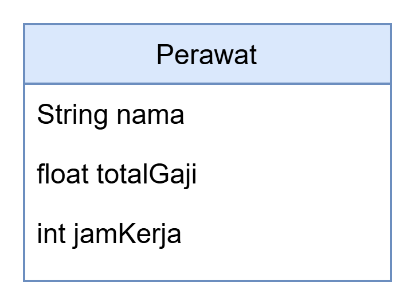 Perawat
String nama
float totalGaji
int jamKerja